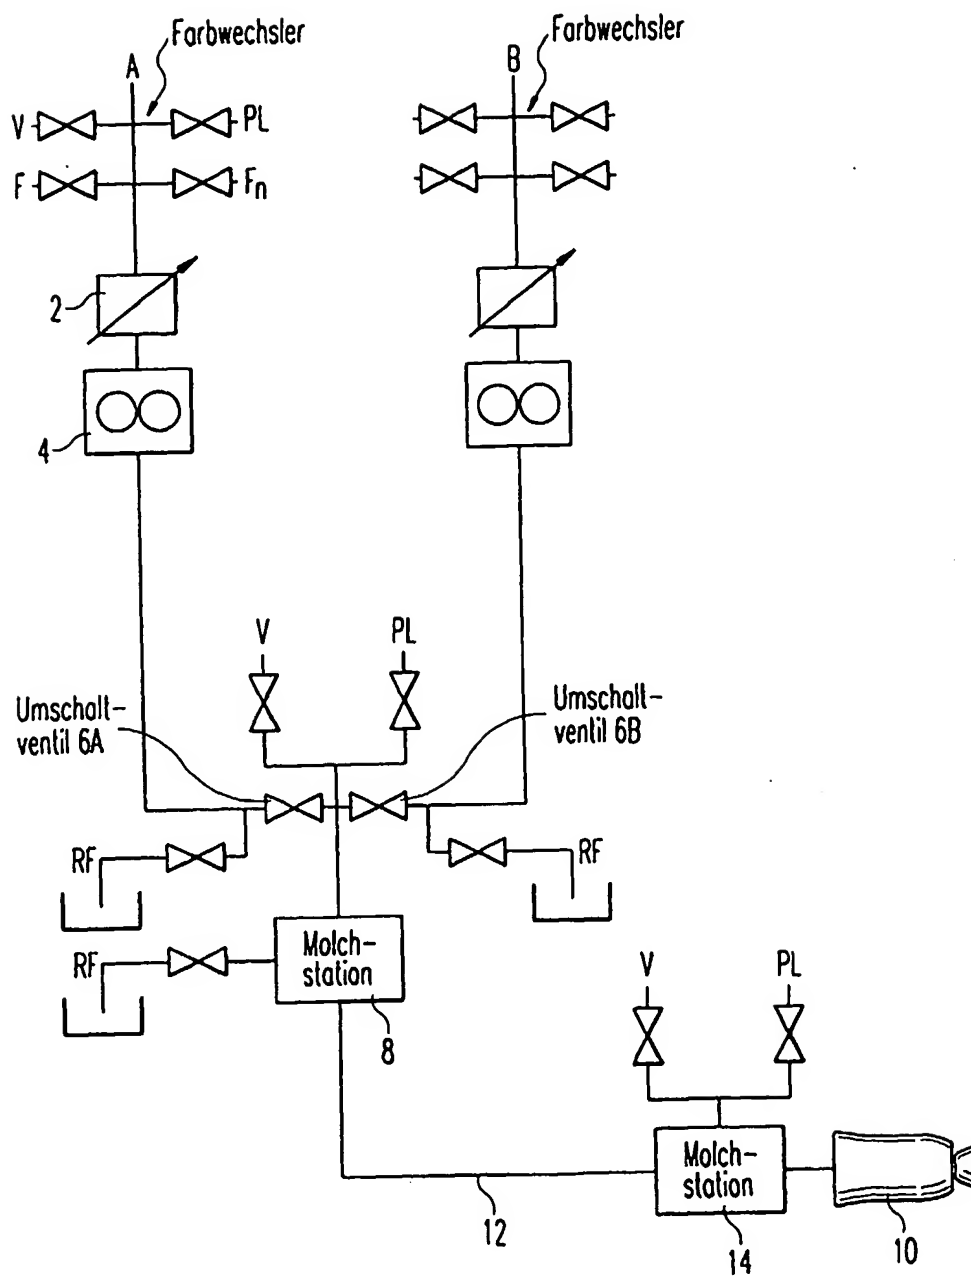 Farbwechsler
Farbwechsler
A
B
V
PL
F
Fn
2
4
V
PL
Umschalt-
ventil 6A
Umschalt-
ventil 6B
RF
RF
RF
Molch-
station
8
V
PL
Molch-
station
12
14
10